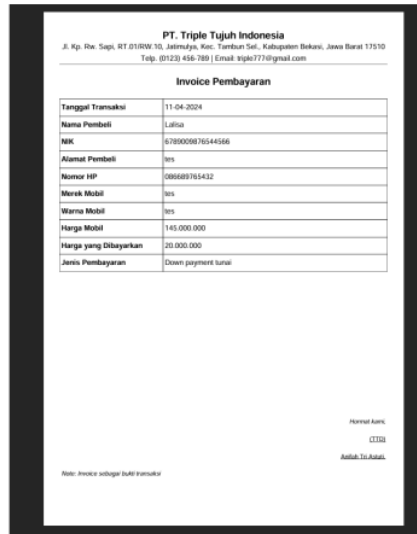 PT. Triple Tujuh Indonesia
Jl. Kp. Rw. Sapi, RT.01/RW.10, Jatimulya, Kec. Tambun Sel., Kabupaten Bekasi, Jawa Barat 17510
Telp. (0123) 456-789 | Email: triple777@gmail.com
Invoice Pembayaran
Tanggal Transaksi 11-04-2024
Nama Pembeli Lalisa
NIK 6789009876544566
Alamat Pembeli tes
Nomor HP 086689765432
Merek Mobil tes
Warna Mobil tes
Harga Mobil 145.000.000
Harga yang Dibayarkan 20.000.000
Jenis Pembayaran Down payment tunai
Hormat kami,
(TTD)
Tri Astuti,
Note: Invoice sebagai bukti transaksi